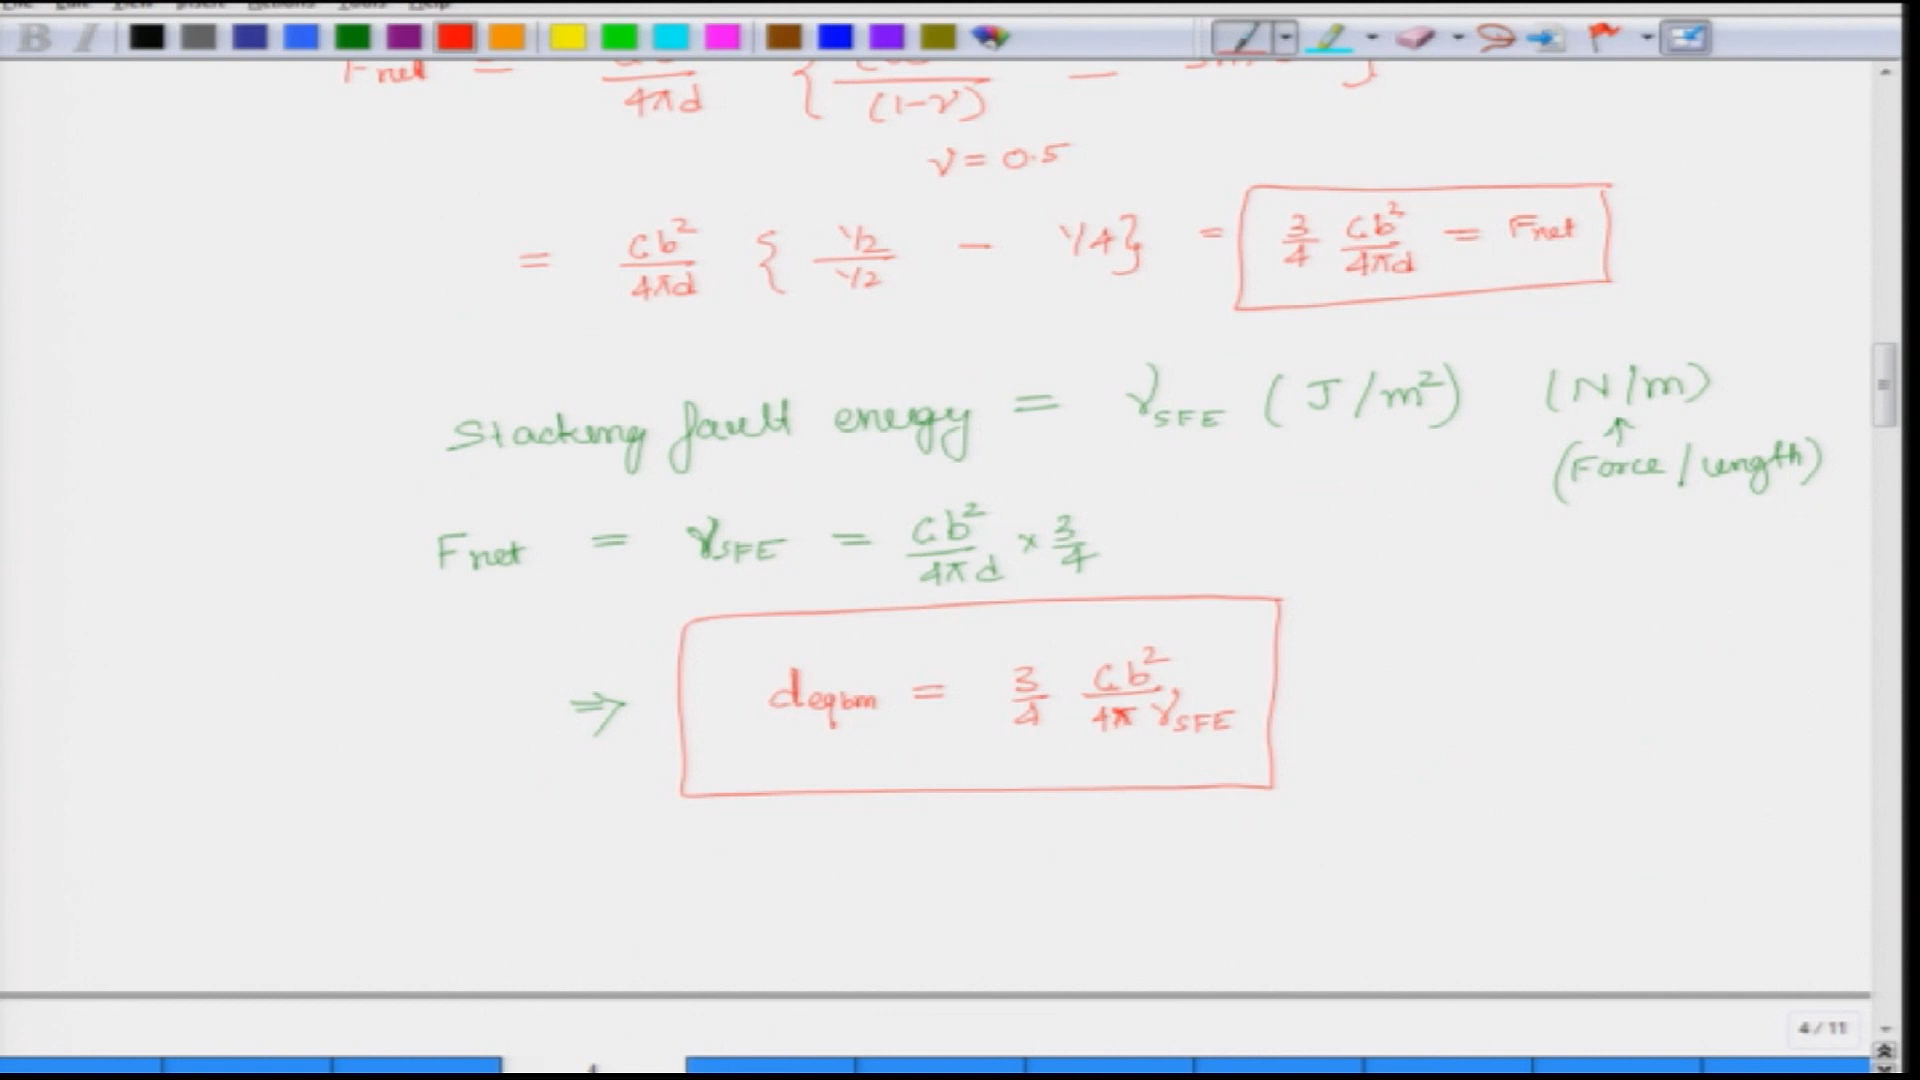 B I
Fnet = 4πd { (1-ν) - }
ν = 0.5
= Gb² / 4πd { 1/2 / 1/2 - 1/4 } = 3/4 Gb² / 4πd = Fnet
Stacking fault energy = γSFE (J/m²) (N/m)
↑
(Force/length)
Fnet = γSFE = Gb² / 4πd × 3/4
⇒ deqbm = 3/4 Gb² / 4π γSFE
4 / 11